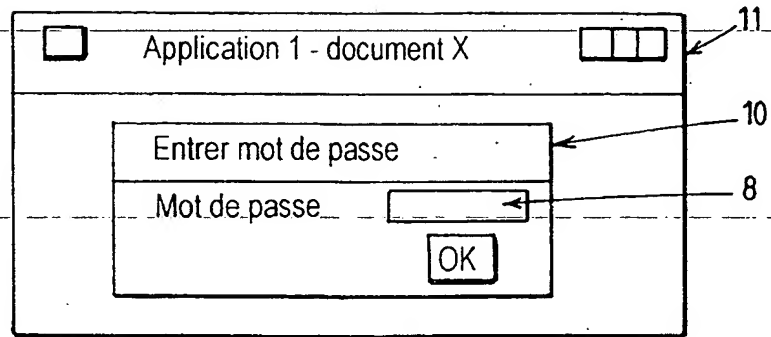 Application 1 - document X
11
Entrer mot de passe
10
Mot de passe
8
OK